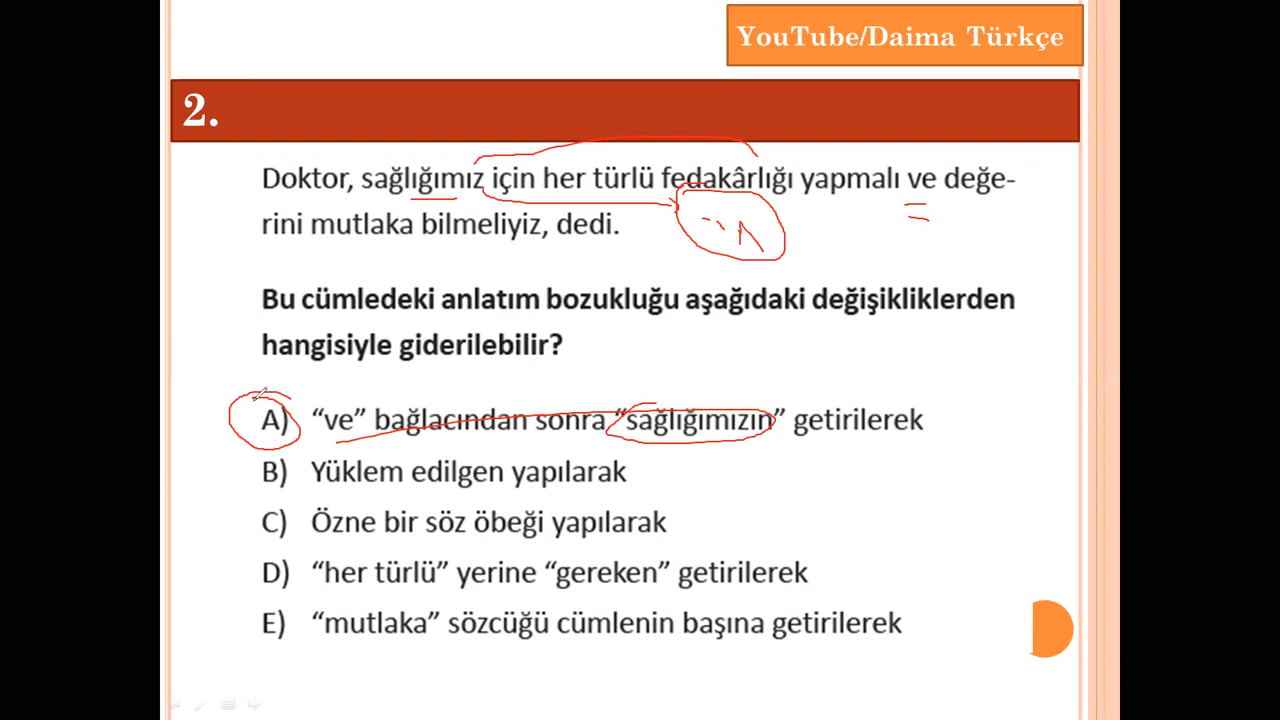 YouTube/Daima Türkçe
2.
Doktor, sağlığımız için her türlü fedakârlığı yapmalı ve değe-
rini mutlaka bilmeliyiz, dedi.
Bu cümledeki anlatım bozukluğu aşağıdaki değişikliklerden
hangisiyle giderilebilir?
A) “ve” bağlacından sonra “sağlığımızın” getirilerek
B) Yüklem edilgen yapılarak
C) Özne bir söz öbeği yapılarak
D) “her türlü” yerine “gereken” getirilerek
E) “mutlaka” sözcüğü cümlenin başına getirilerek